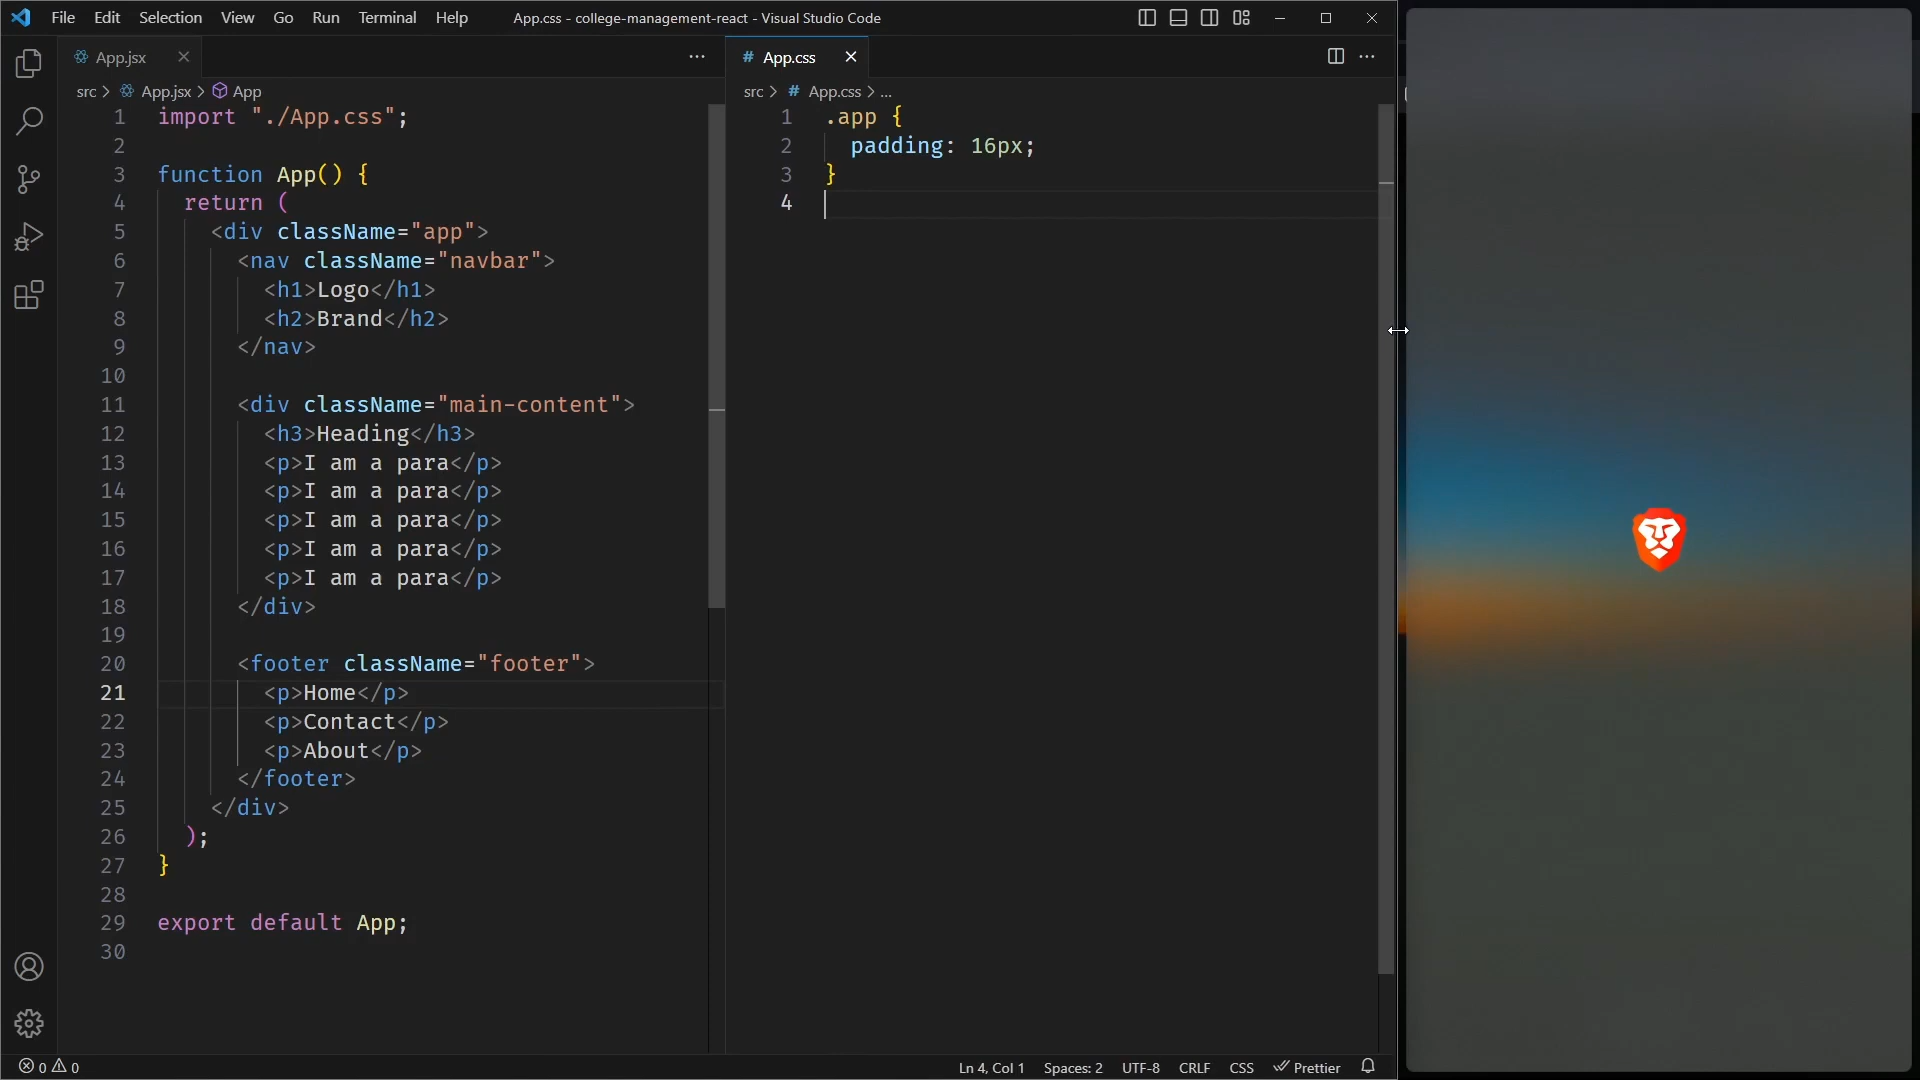 File Edit Selection View Go Run Terminal Help
App.css - college-management-react - Visual Studio Code
App.jsx
src > App.jsx > App
1 import "./App.css";
2
3 function App() {
4 return (
5 <div className="app">
6 <nav className="navbar">
7 <h1>Logo</h1>
8 <h2>Brand</h2>
9 </nav>
10
11 <div className="main-content">
12 <h3>Heading</h3>
13 <p>I am a para</p>
14 <p>I am a para</p>
15 <p>I am a para</p>
16 <p>I am a para</p>
17 <p>I am a para</p>
18 </div>
19
20 <footer className="footer">
21 <p>Home</p>
22 <p>Contact</p>
23 <p>About</p>
24 </footer>
25 </div>
26 );
27 }
28
29 export default App;
30
# App.css
src > # App.css > ...
1 .app {
2 padding: 16px;
3 }
4
0 0
Ln 4, Col 1 Spaces: 2 UTF-8 CRLF CSS Prettier